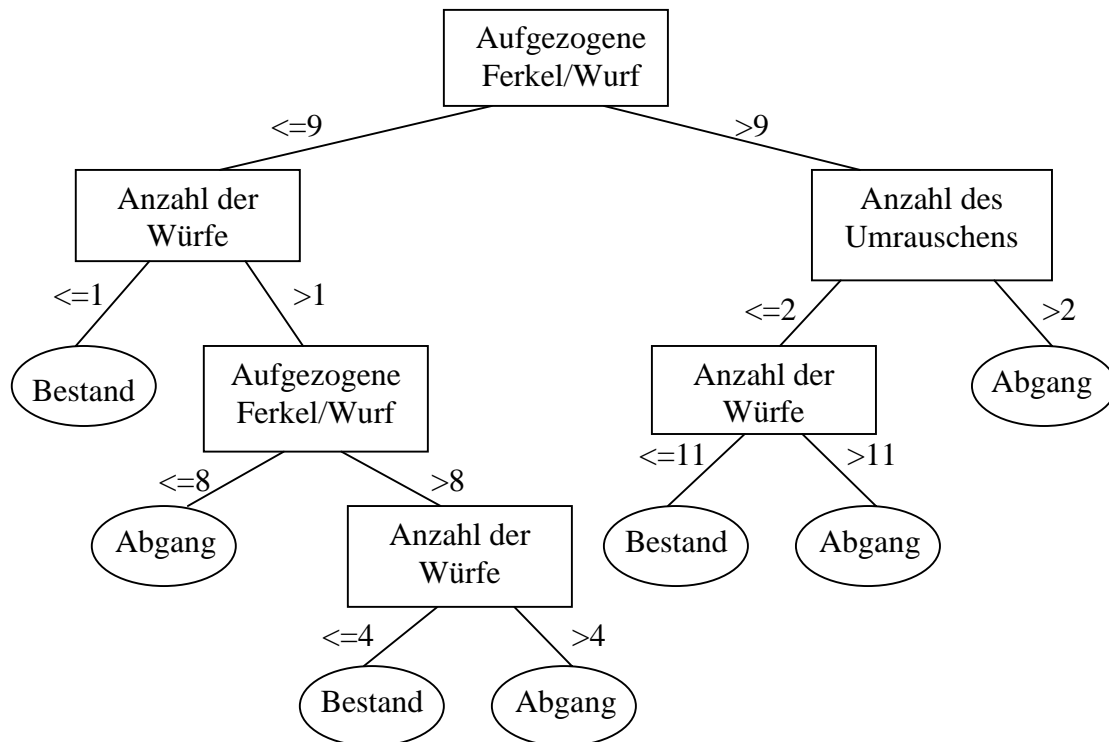 Aufgezogene
Ferkel/Wurf
<=9
>9
Anzahl der
Würfe
Anzahl des
Umrauschens
<=1
>1
<=2
>2
Bestand
Aufgezogene
Ferkel/Wurf
Anzahl der
Würfe
Abgang
<=8
>8
<=11
>11
Abgang
Anzahl der
Würfe
Bestand
Abgang
<=4
>4
Bestand
Abgang